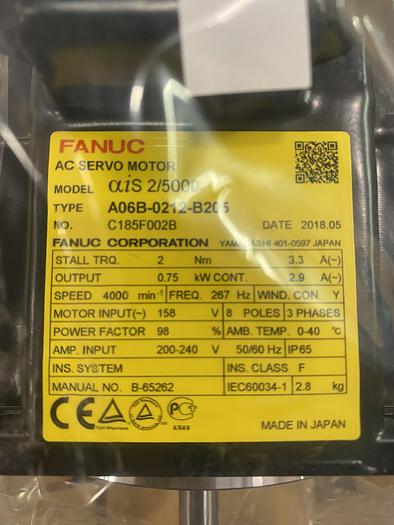 FANUC
AC SERVO MOTOR
MODEL αiS 2/5000
TYPE A06B-0212-B205
NO. C185F002B DATE 2018.05
FANUC CORPORATION YAMANASHI 401-0597 JAPAN
STALL TRQ. 2 Nm 3.3 A(~)
OUTPUT 0.75 kW CONT. 2.9 A(~)
SPEED 4000 min⁻¹ FREQ. 267 Hz WIND. CON. Y
MOTOR INPUT(~) 158 V 8 POLES 3 PHASES
POWER FACTOR 98 % AMB. TEMP. 0-40 ℃
AMP. INPUT 200-240 V 50/60 Hz IP65
INS. SYSTEM INS. CLASS F
MANUAL NO. B-65262 IEC60034-1 2.8 kg
CE
MADE IN JAPAN